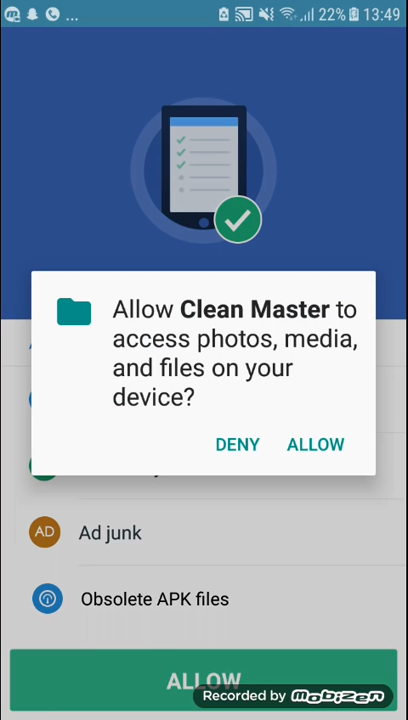 ... 22% 13:49
Allow Clean Master to
access photos, media,
and files on your
device?
DENY ALLOW
AD Ad junk
Obsolete APK files
ALLOW
Recorded by mobizen